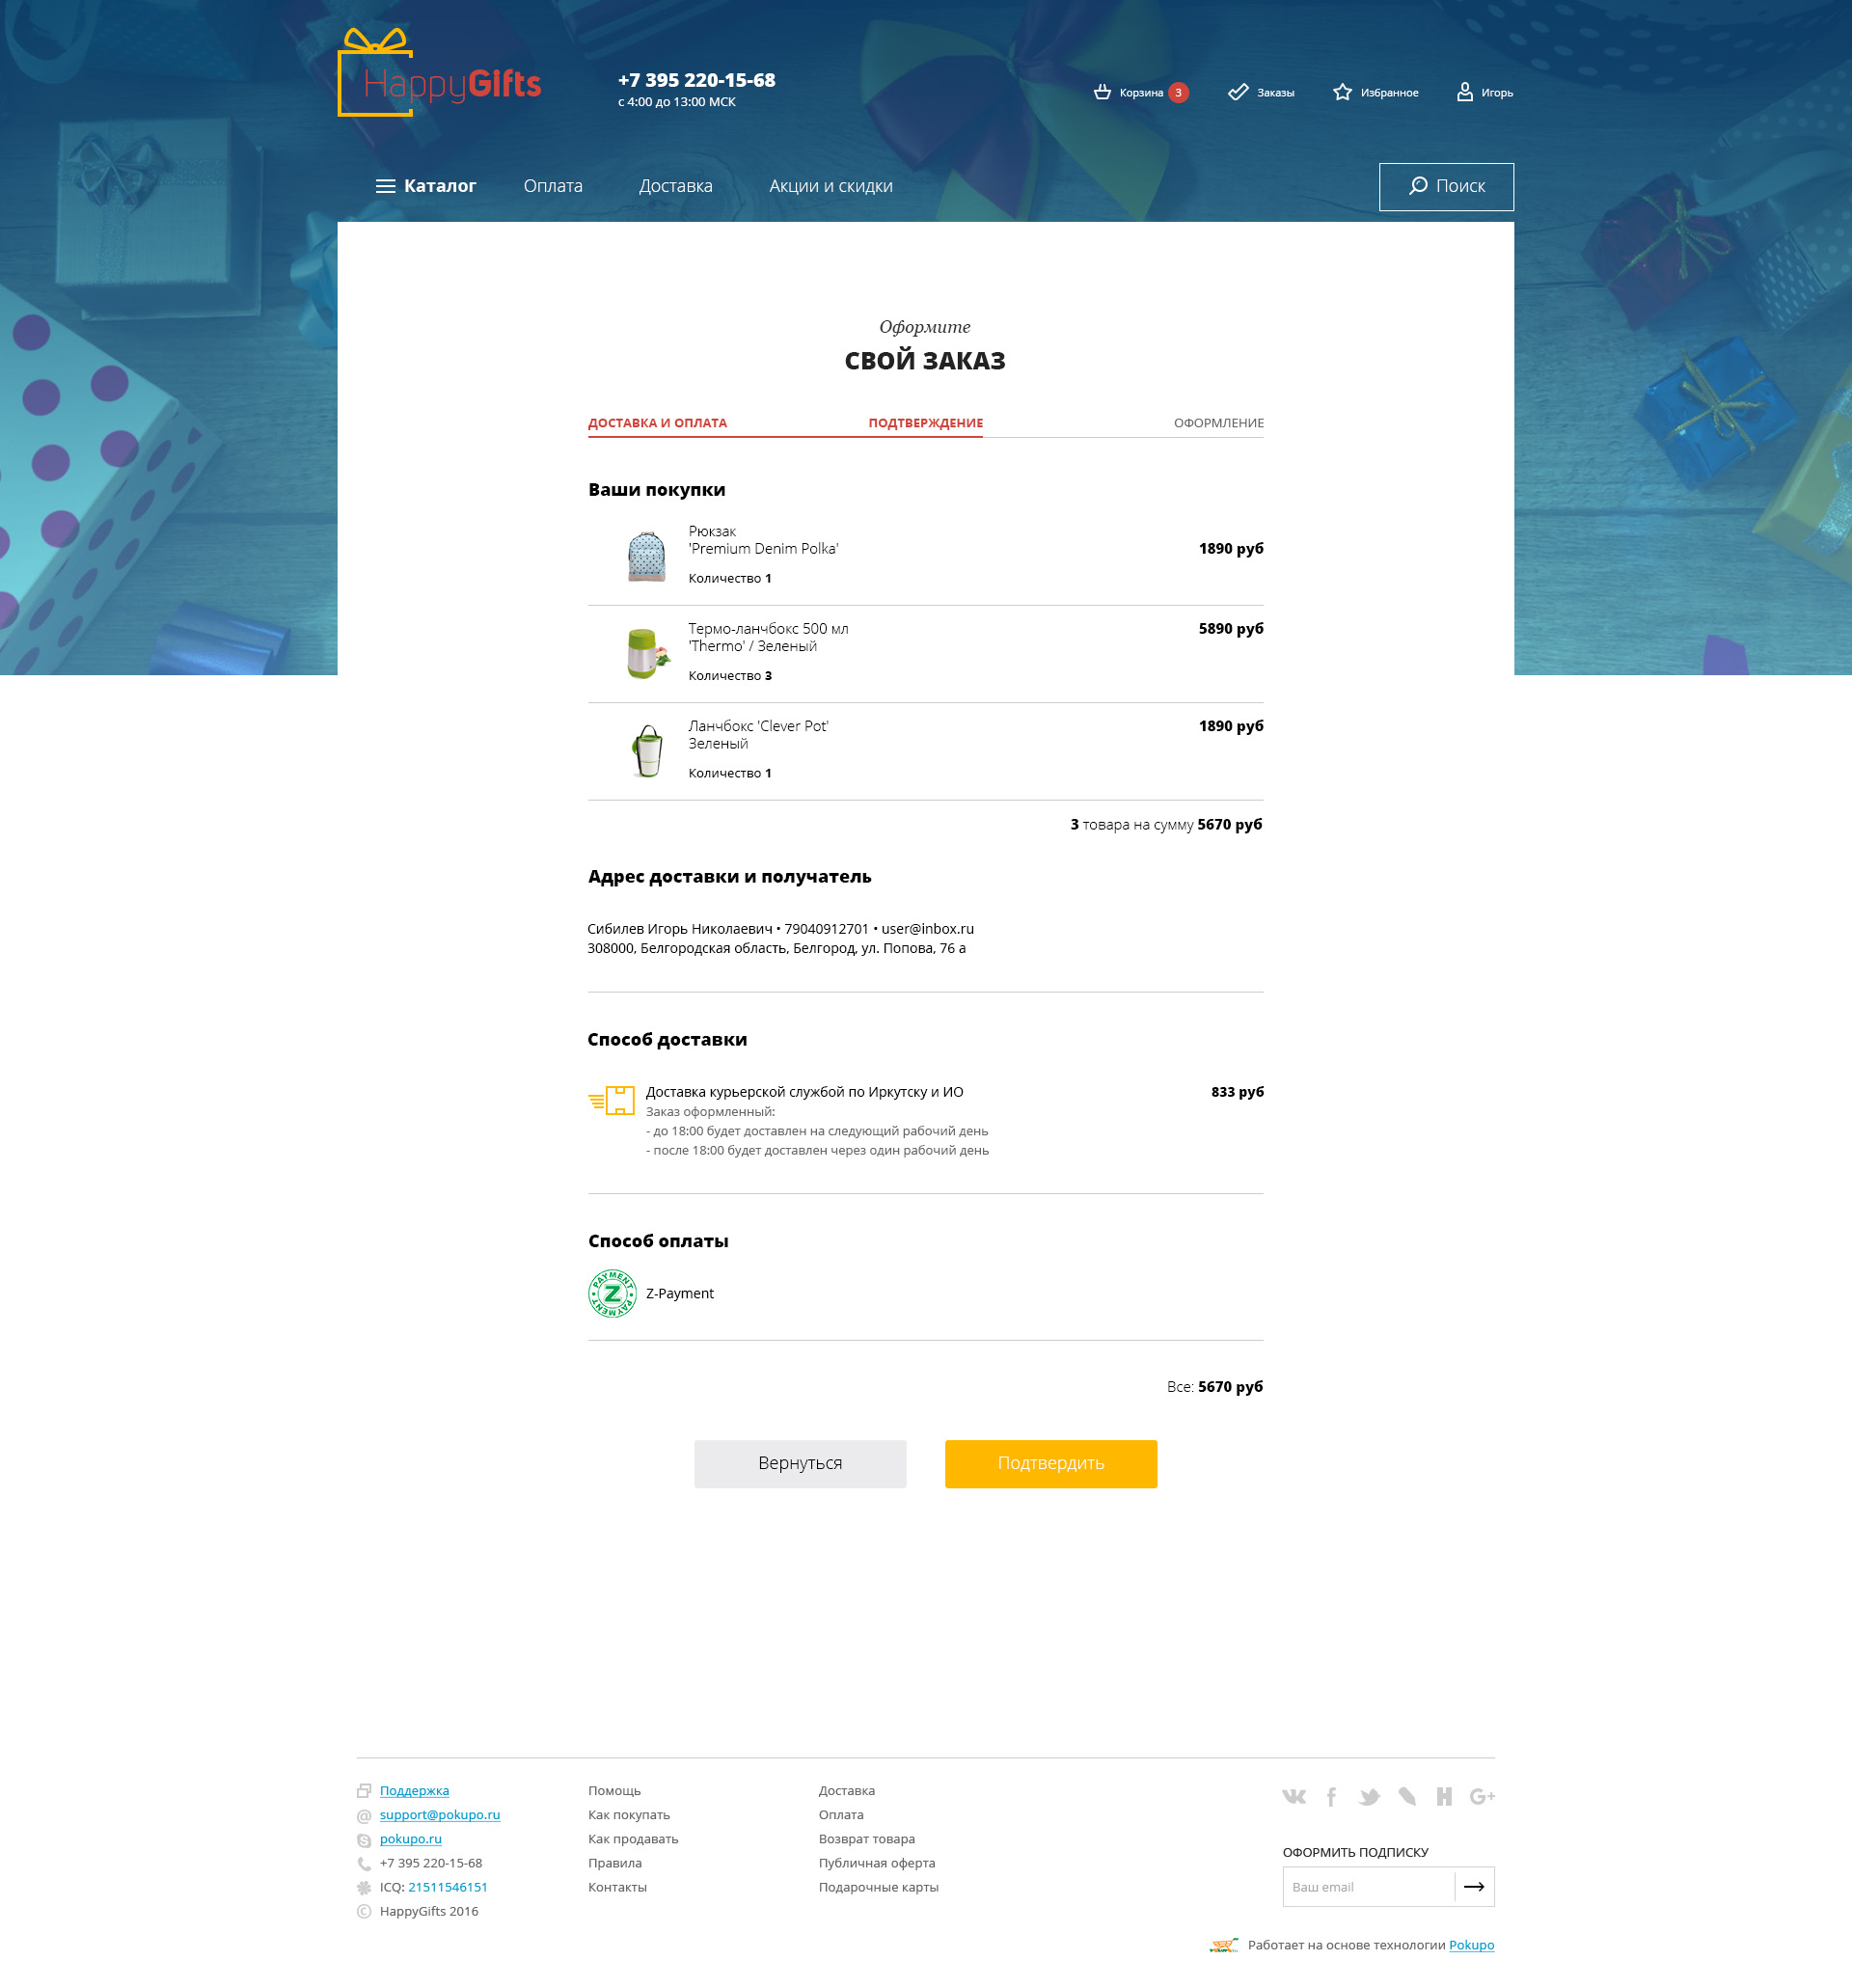 HappyGifts
+7 395 220-15-68
с 4:00 до 13:00 МСК
Корзина 3
Заказы
Избранное
Игорь
Каталог
Оплата
Доставка
Акции и скидки
Поиск
Оформите
СВОЙ ЗАКАЗ
ДОСТАВКА И ОПЛАТА
ПОДТВЕРЖДЕНИЕ
ОФОРМЛЕНИЕ
Ваши покупки
Рюкзак
'Premium Denim Polka'
1890 руб
Количество 1
Термо-ланчбокс 500 мл
5890 руб
'Thermo' / Зеленый
Количество 3
Ланчбокс 'Clever Pot'
1890 руб
Зеленый
Количество 1
3 товара на сумму 5670 руб
Адрес доставки и получатель
Сибилев Игорь Николаевич • 79040912701 • user@inbox.ru
308000, Белгородская область, Белгород, ул. Попова, 76 а
Способ доставки
Доставка курьерской службой по Иркутску и ИО
833 руб
Заказ оформленный:
- до 18:00 будет доставлен на следующий рабочий день
- после 18:00 будет доставлен через один рабочий день
Способ оплаты
PAYMENT Z PAYMENT
Z-Payment
Все: 5670 руб
Вернуться
Подтвердить
Поддержка
support@pokupo.ru
pokupo.ru
+7 395 220-15-68
ICQ: 21511546151
© HappyGifts 2016
Помощь
Как покупать
Как продавать
Правила
Контакты
Доставка
Оплата
Возврат товара
Публичная оферта
Подарочные карты
ОФОРМИТЬ ПОДПИСКУ
Ваш email
Работает на основе технологии Pokupo